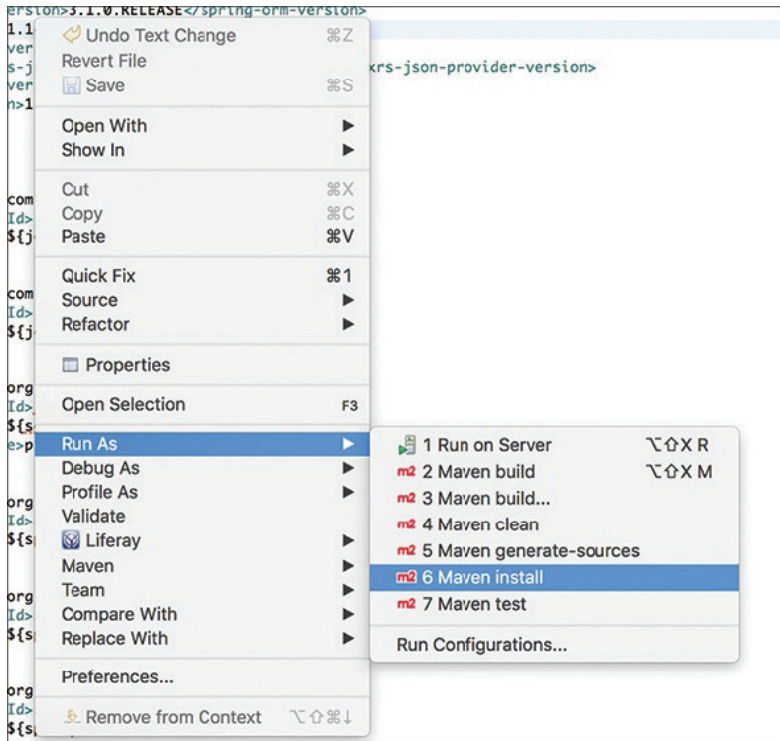 ersion>3.1.0.RELEASE</spring-orm-version>
1.1
ver
s-j
xrs-json-provider-version>
ver
n>1
com
Id>
${j
com
Id>
${j
org
Id>
${s
e>p
org
Id>
${s
org
Id>
${s
org
Id>
${s
Undo Text Change ⌘Z
Revert File
Save ⌘S
Open With ▶
Show In ▶
Cut ⌘X
Copy ⌘C
Paste ⌘V
Quick Fix ⌘1
Source ▶
Refactor ▶
Properties
Open Selection F3
Run As ▶
Debug As ▶
Profile As ▶
Validate
Liferay ▶
Maven ▶
Team ▶
Compare With ▶
Replace With ▶
Preferences...
Remove from Context ⌥⇧⌘↓
1 Run on Server ⌥⇧X R
m2 2 Maven build ⌥⇧X M
m2 3 Maven build...
m2 4 Maven clean
m2 5 Maven generate-sources
m2 6 Maven install
m2 7 Maven test
Run Configurations...